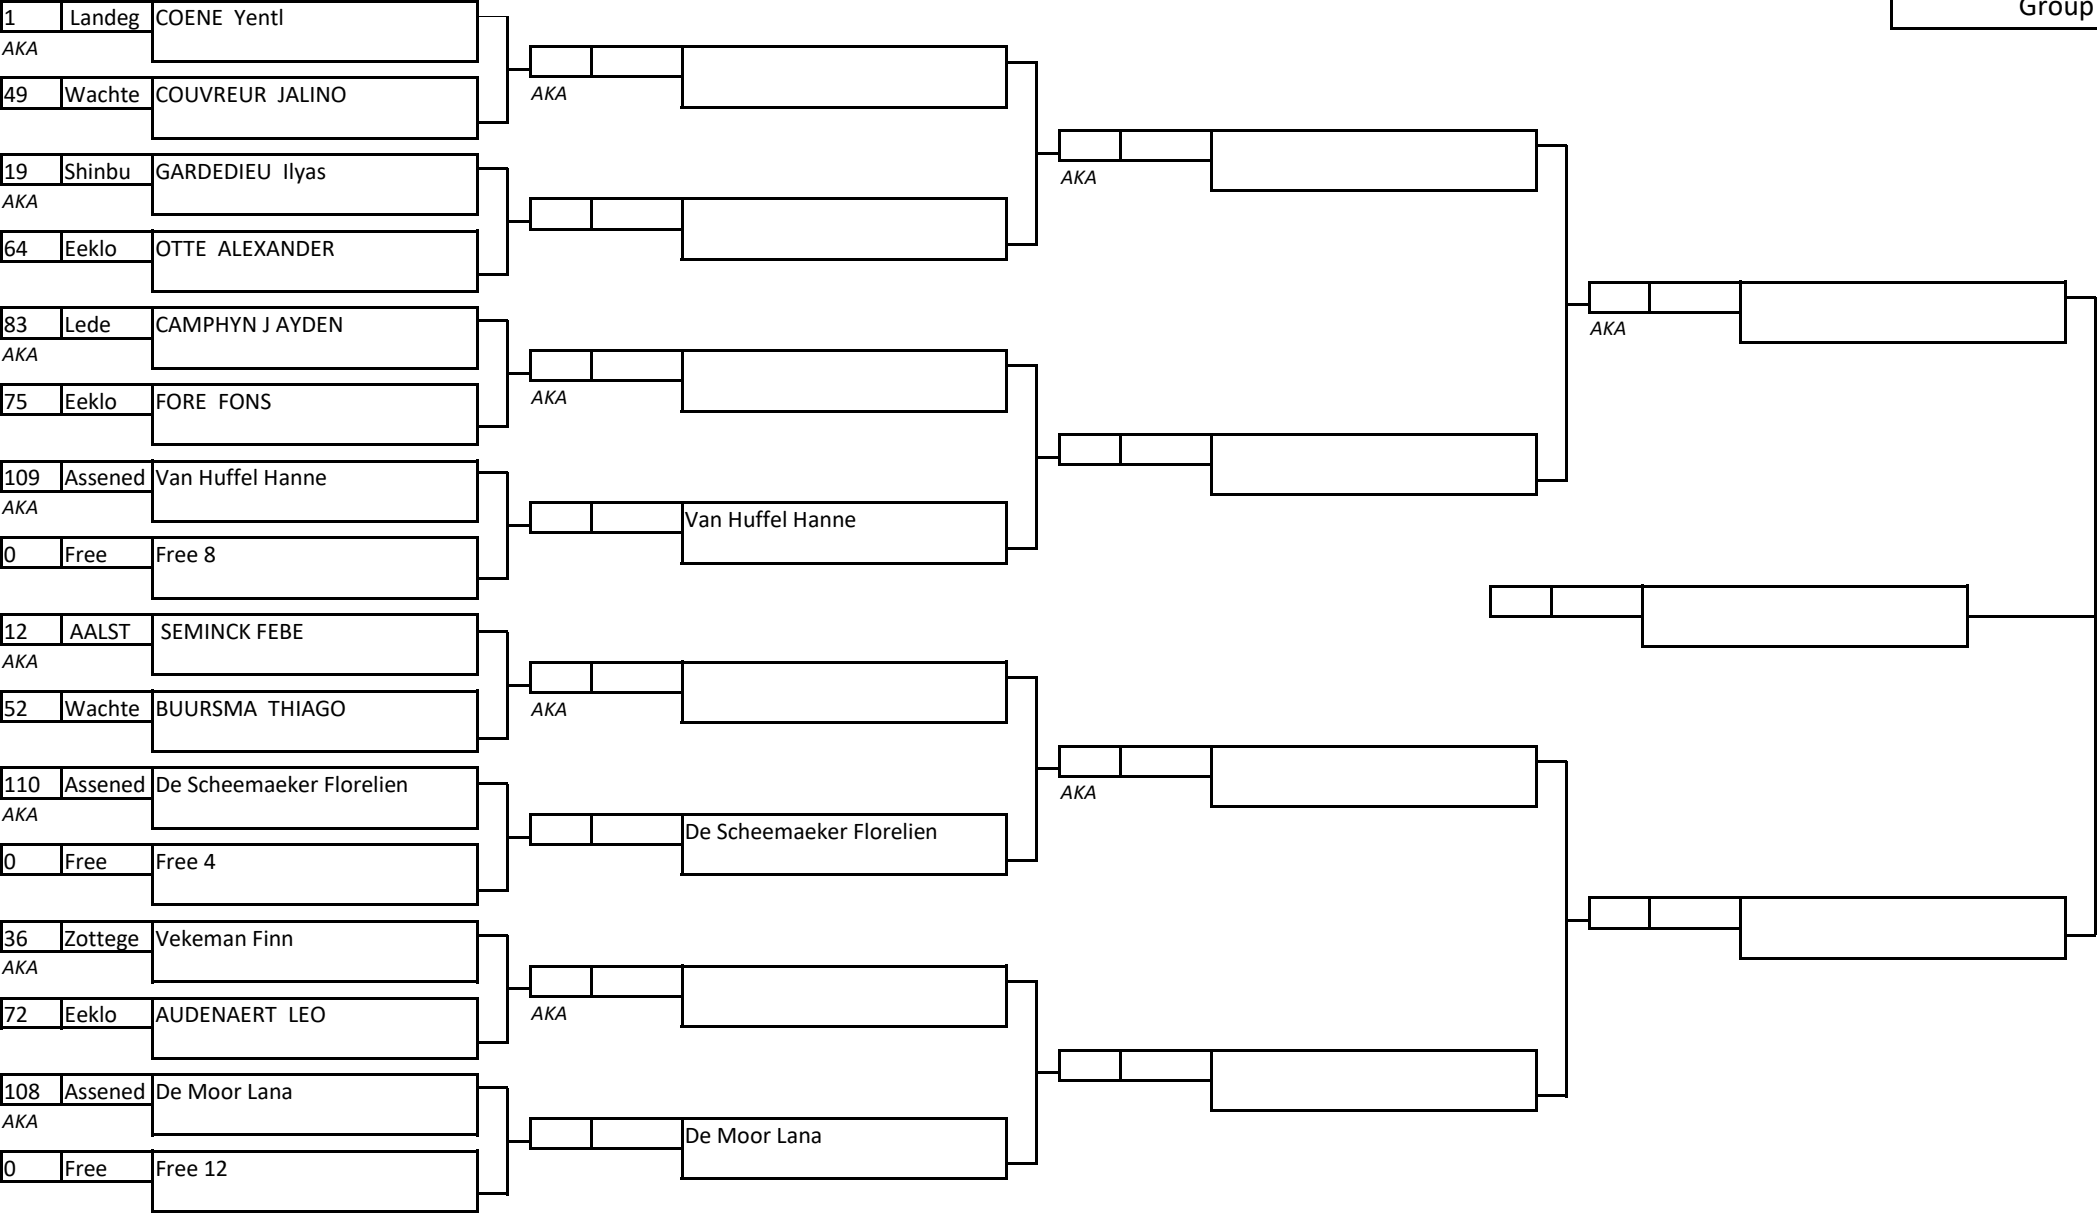 Group
1 Landeg COENE Yentl
AKA
AKA
49 Wachte COUVREUR JALINO
AKA
19 Shinbu GARDEDIEU Ilyas
AKA
64 Eeklo OTTE ALEXANDER
83 Lede CAMPHYN J AYDEN
AKA
AKA
75 Eeklo FORE FONS
AKA
109 Assened Van Huffel Hanne
AKA
Van Huffel Hanne
0 Free Free 8
12 AALST SEMINCK FEBE
AKA
52 Wachte BUURSMA THIAGO
AKA
110 Assened De Scheemaeker Florelien
AKA
AKA
De Scheemaeker Florelien
0 Free Free 4
36 Zottege Vekeman Finn
AKA
72 Eeklo AUDENAERT LEO
AKA
108 Assened De Moor Lana
AKA
De Moor Lana
0 Free Free 12